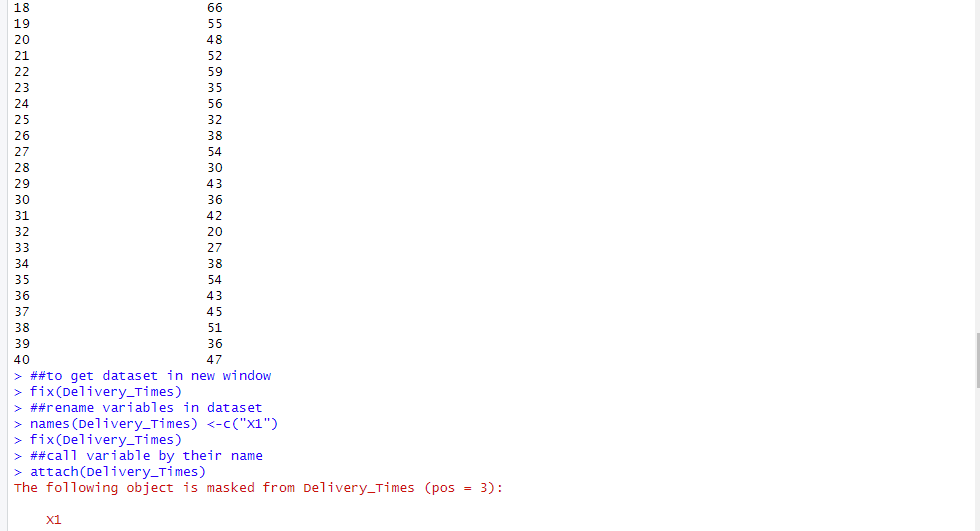 18 66
19 55
20 48
21 52
22 59
23 35
24 56
25 32
26 38
27 54
28 30
29 43
30 36
31 42
32 20
33 27
34 38
35 54
36 43
37 45
38 51
39 36
40 47
> ##to get dataset in new window
> fix(Delivery_Times)
> ##rename variables in dataset
> names(Delivery_Times) <-c("X1")
> fix(Delivery_Times)
> ##call variable by their name
> attach(Delivery_Times)
The following object is masked from Delivery_Times (pos = 3):
X1